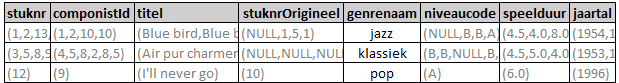 stuknr componistId titel stuknrOrigineel genrenaam niveaucode speelduur jaartal
(1,2,13, (1,2,10,10) (Blue bird,Blue b (NULL,1,5,1) jazz (NULL,B,B,A) (4.5,4.0,8.0 (1954,1
(3,5,8,9 (4,5,8,2,8,5) (Air pur charmer (NULL,NULL,NUL klassiek (B,B,NULL,B, (4.5,5.0,4.0 (1953,1
(12) (9) (I'll never go) (10) pop (A) (6.0) (1996)